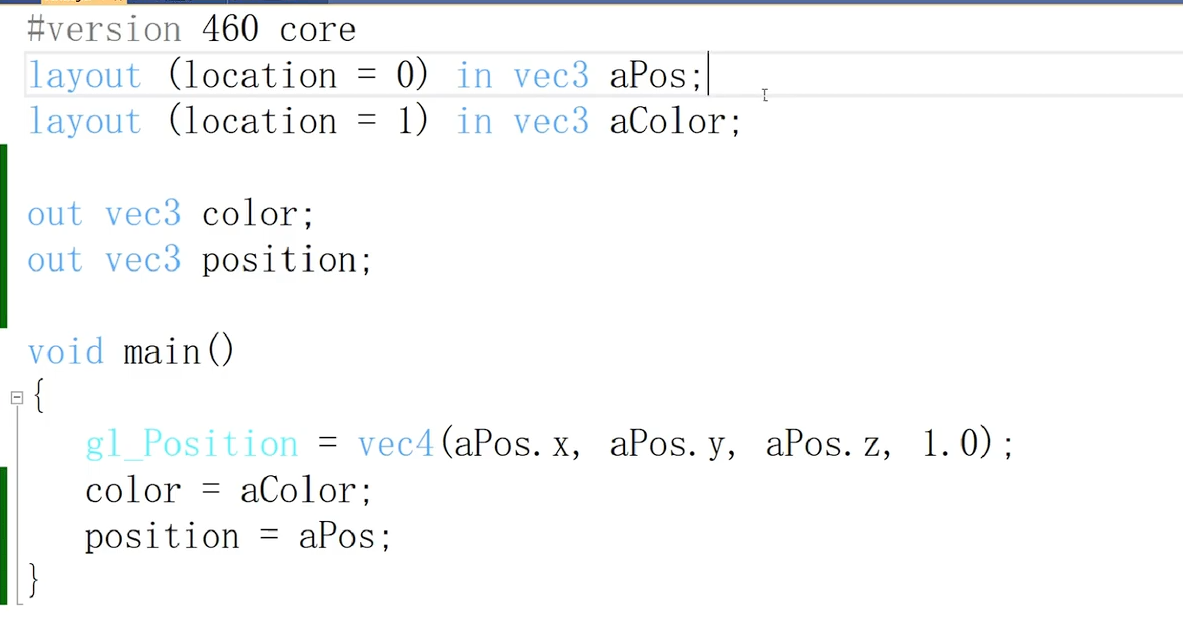 #version 460 core
layout (location = 0) in vec3 aPos;
layout (location = 1) in vec3 aColor;
out vec3 color;
out vec3 position;
void main()
{
gl_Position = vec4(aPos.x, aPos.y, aPos.z, 1.0);
color = aColor;
position = aPos;
}